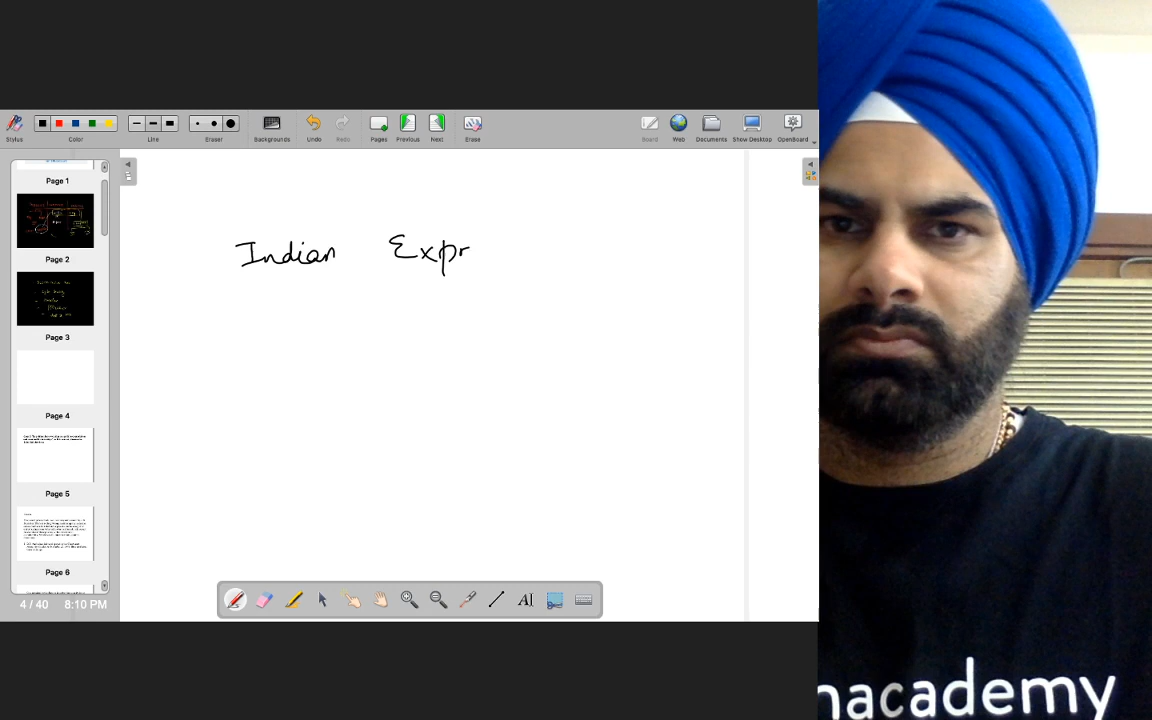 Stylus Color Line Eraser Backgrounds Undo Redo Pages Previous Next Erase Board Web Documents Show Desktop OpenBoard
Page 1
Page 2
Page 3
Page 4
Page 5
Page 6
4 / 40 8:10 PM
Indian Expr
AI
nacademy